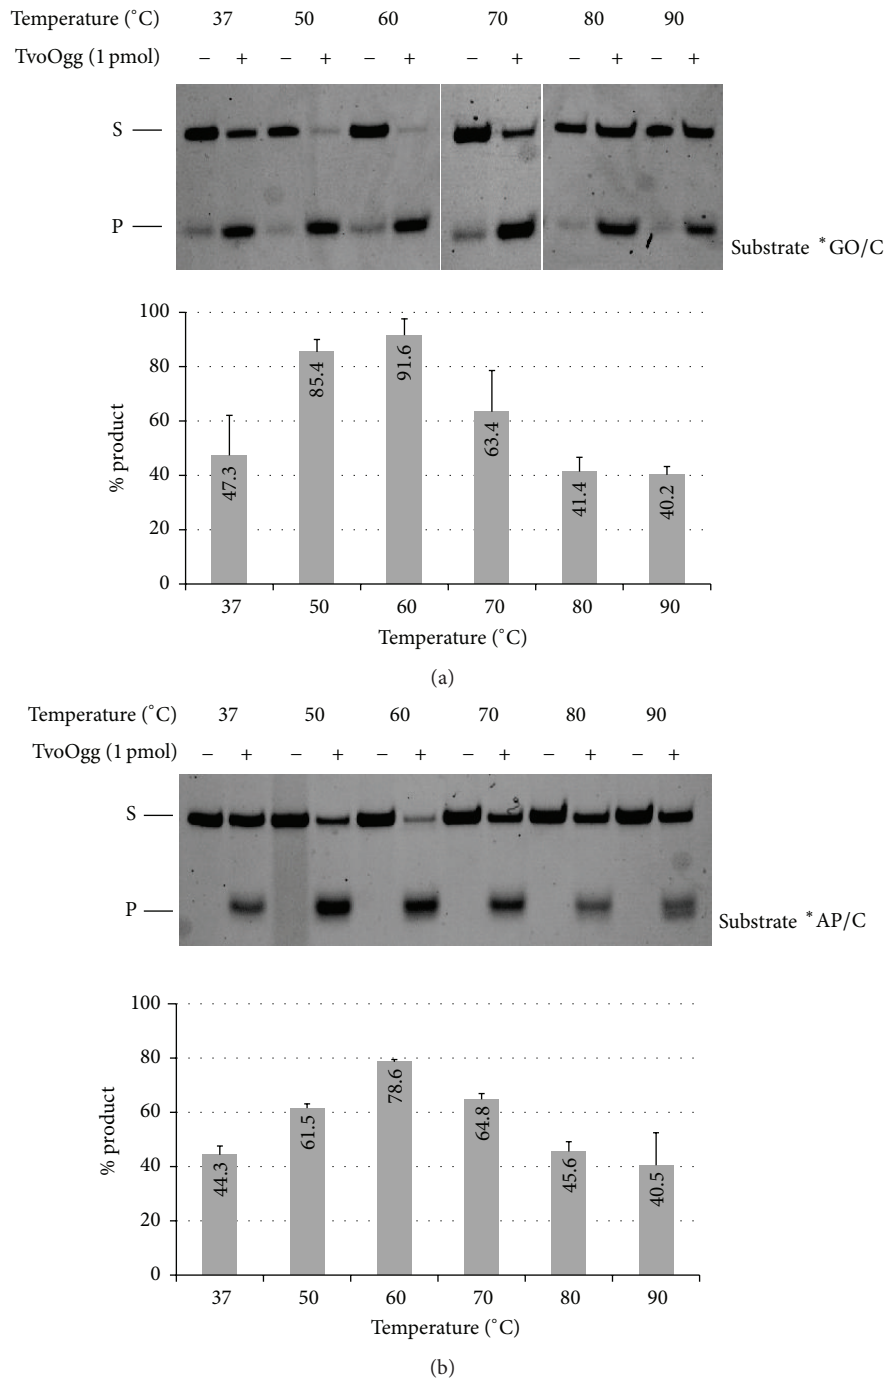 Temperature (°C) 37 50 60 70 80 90
TvoOgg (1 pmol) − + − + − + − + − + − +
S
P
Substrate *GO/C
100
80
60
40
20
0
% product
47.3 85.4 91.6 63.4 41.4 40.2
37 50 60 70 80 90
Temperature (°C)
(a)
Temperature (°C) 37 50 60 70 80 90
TvoOgg (1 pmol) − + − + − + − + − + − +
S
P
Substrate *AP/C
100
80
60
40
20
0
% product
44.3 61.5 78.6 64.8 45.6 40.5
37 50 60 70 80 90
Temperature (°C)
(b)